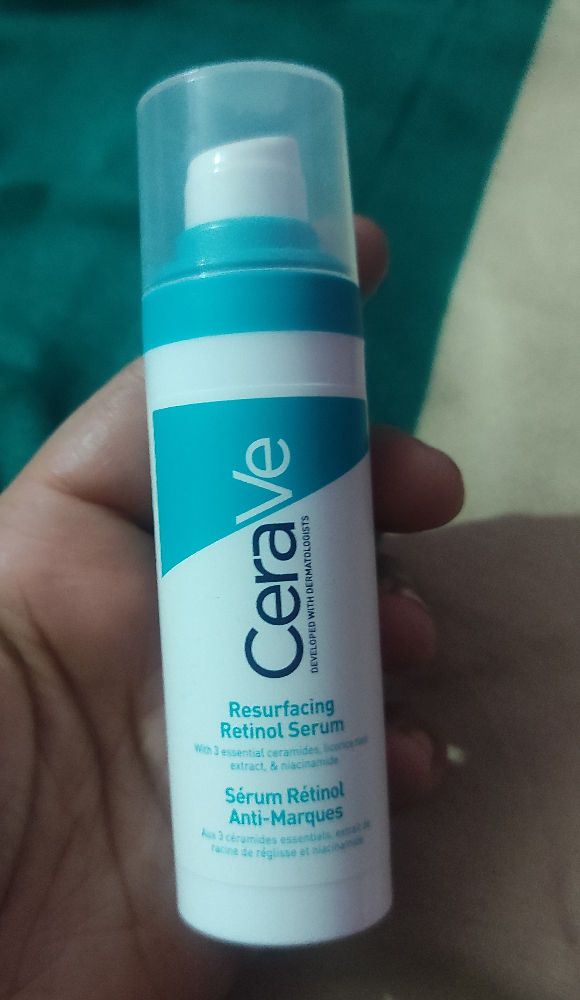 CeraVe
DEVELOPED WITH DERMATOLOGISTS
Resurfacing
Retinol Serum
With 3 essential ceramides, licorice root
extract, & niacinamide
Sérum Rétinol
Anti-Marques
Aux 3 céramides essentiels, extrait de
racine de réglisse et niacinamide